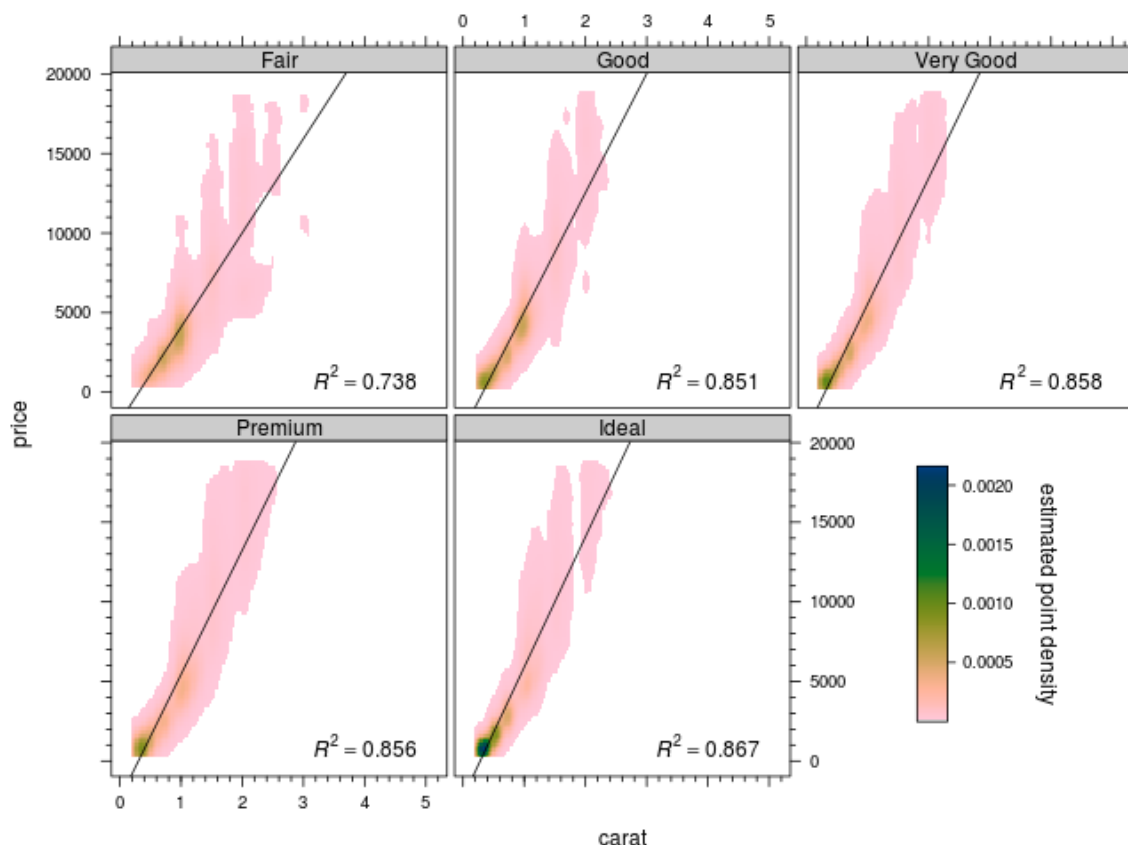 0 1 2 3 4 5
Fair Good Very Good
20000
15000
10000
5000
0
R² = 0.738 R² = 0.851 R² = 0.858
price
Premium Ideal
20000
15000
10000
5000
0
R² = 0.856 R² = 0.867
0.0020
0.0015
0.0010
0.0005
estimated point density
0 1 2 3 4 5
carat